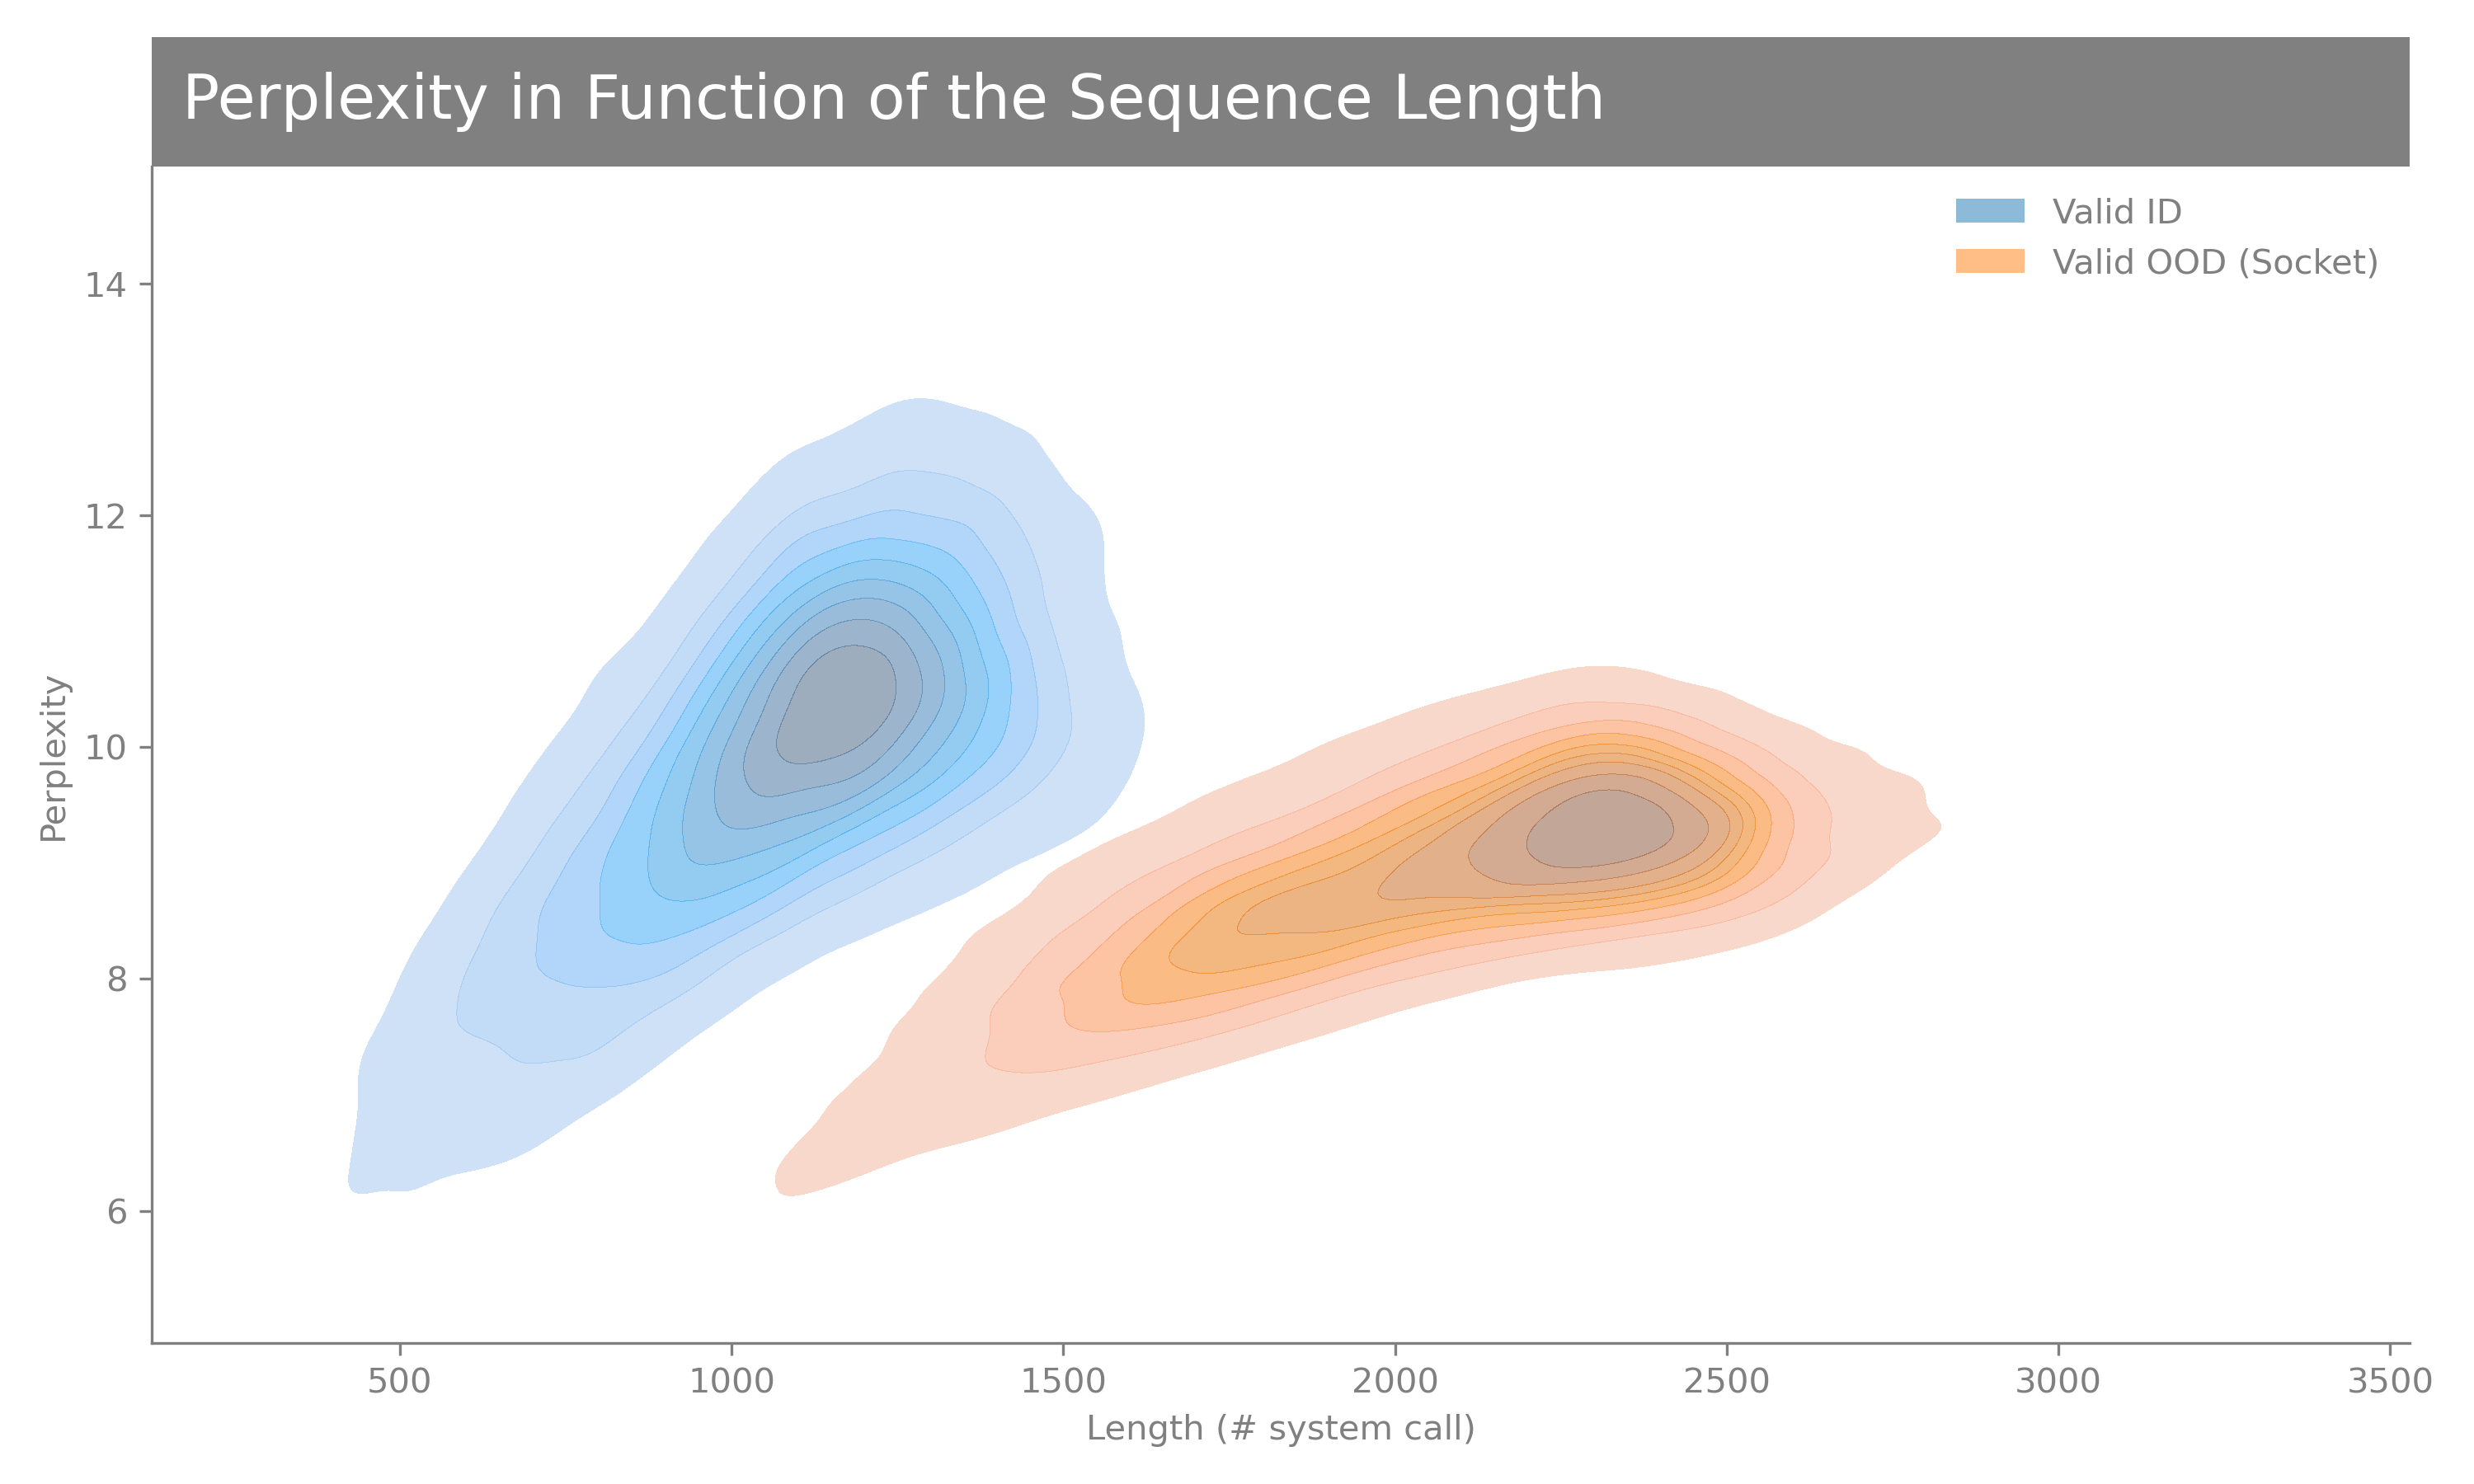 Perplexity in Function of the Sequence Length
Valid ID
Valid OOD (Socket)
14
12
10
8
6
Perplexity
500 1000 1500 2000 2500 3000 3500
Length (# system call)